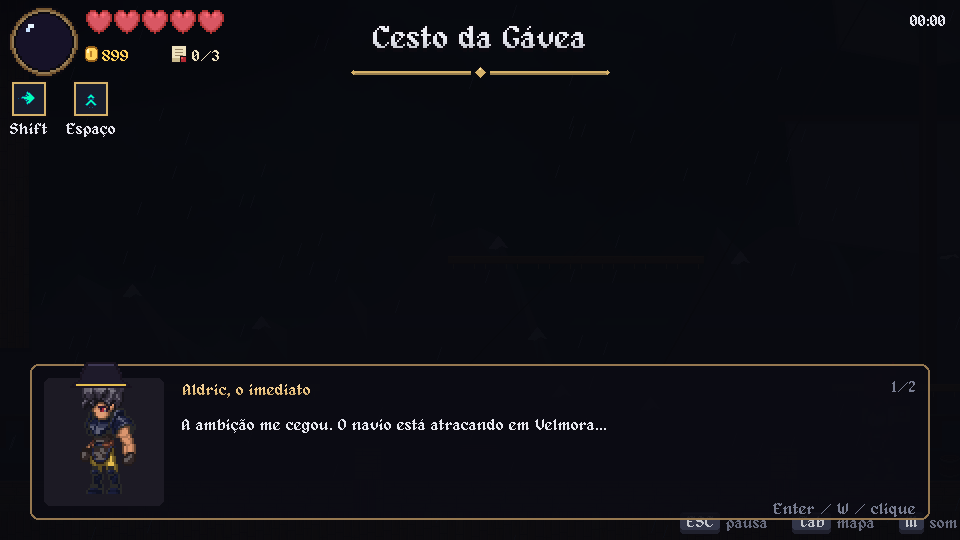 899
0/3
Shift
Espaço
Cesto da Gávea
00:00
Aldric, o imediato
1/2
A ambição me cegou. O navio está atracando em Velmora...
Enter / W / clique
ESC pausa Tab mapa M som